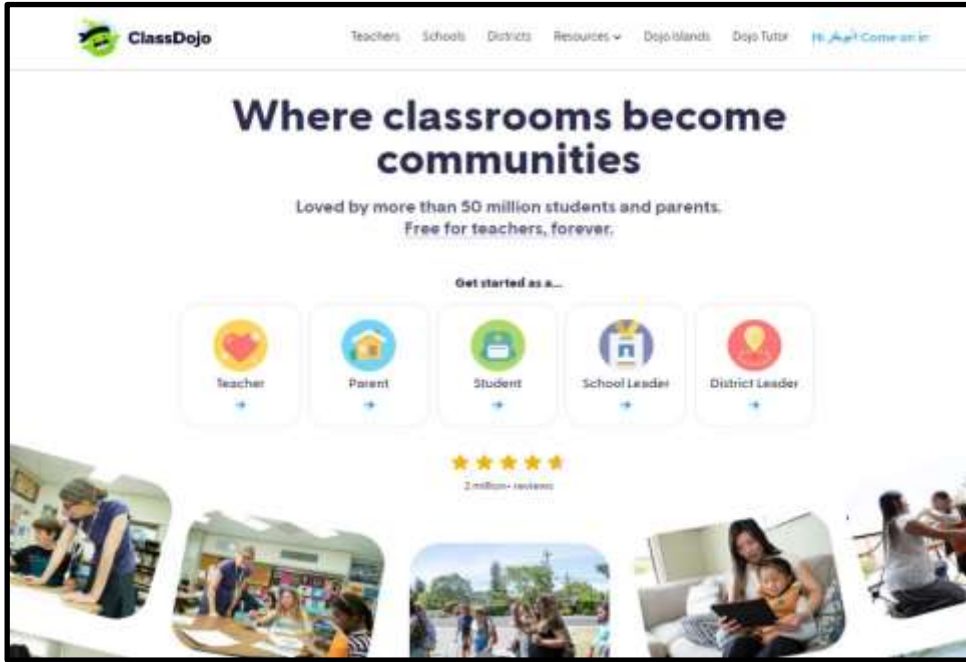 ClassDojo
Teachers Schools Districts Resources Dojo Islands Dojo Tutor Hi Come on in
Where classrooms become
communities
Loved by more than 50 million students and parents.
Free for teachers, forever.
Get started as a...
Teacher
Parent
Student
School Leader
District Leader
2 million+ reviews